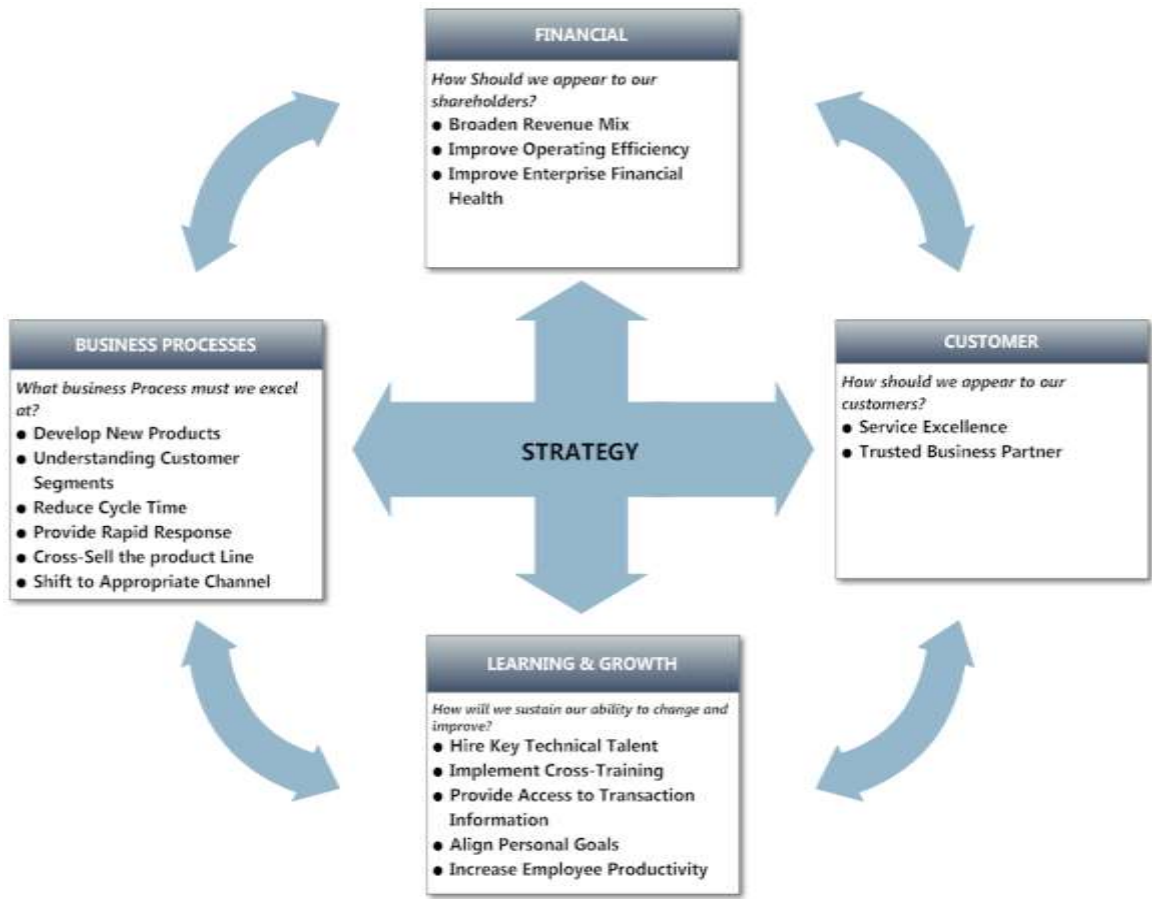 FINANCIAL
How Should we appear to our
shareholders?
● Broaden Revenue Mix
● Improve Operating Efficiency
● Improve Enterprise Financial
Health
BUSINESS PROCESSES
What business Process must we excel
at?
● Develop New Products
● Understanding Customer
Segments
● Reduce Cycle Time
● Provide Rapid Response
● Cross-Sell the product Line
● Shift to Appropriate Channel
STRATEGY
CUSTOMER
How should we appear to our
customers?
● Service Excellence
● Trusted Business Partner
LEARNING & GROWTH
How will we sustain our ability to change and
improve?
● Hire Key Technical Talent
● Implement Cross-Training
● Provide Access to Transaction
Information
● Align Personal Goals
● Increase Employee Productivity